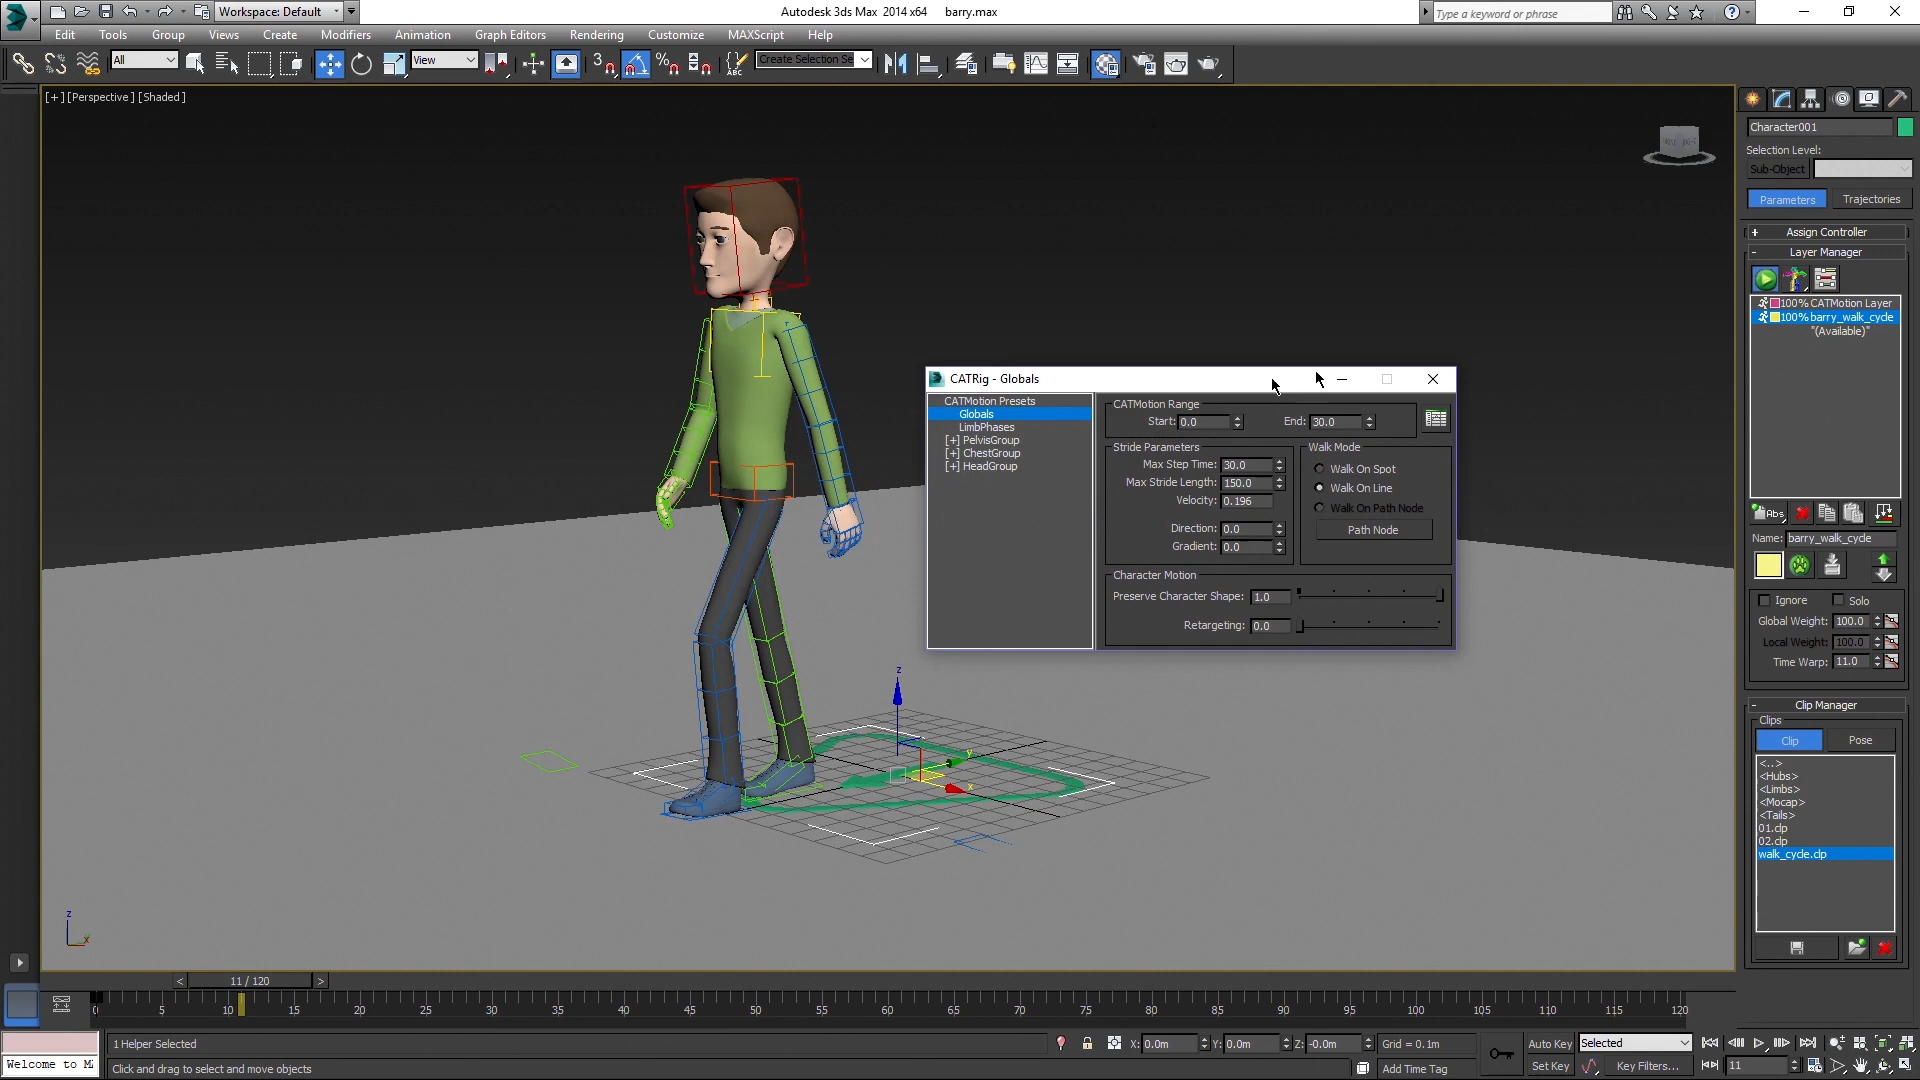 Workspace: Default
Autodesk 3ds Max 2014 x64 barry.max
Type a keyword or phrase
Edit Tools Group Views Create Modifiers Animation Graph Editors Rendering Customize MAXScript Help
All
View
3
Create Selection Se
[+] [Perspective] [Shaded]
Character001
Selection Level:
Sub-Object
Parameters Trajectories
+ Assign Controller
- Layer Manager
100% CATMotion Layer
100% barry_walk_cycle
"(Available)"
Abs
Name: barry_walk_cycle
Ignore Solo
Global Weight: 100.0
Local Weight: 100.0
Time Warp: 11.0
- Clip Manager
Clips
Clip Pose
<..>
<Hubs>
<Limbs>
<Mocap>
<Tails>
01.clp
02.clp
walk_cycle.clp
CATRig - Globals
CATMotion Presets
Globals
LimbPhases
[+] PelvisGroup
[+] ChestGroup
[+] HeadGroup
CATMotion Range
Start: 0.0 End: 30.0
Stride Parameters
Max Step Time: 30.0
Max Stride Length: 150.0
Velocity: 0.196
Direction: 0.0
Gradient: 0.0
Walk Mode
Walk On Spot
Walk On Line
Walk On Path Node
Path Node
Character Motion
Preserve Character Shape: 1.0
Retargeting: 0.0
z
y
x
z
x
< 11 / 120 >
0 5 10 15 20 25 30 35 40 45 50 55 60 65 70 75 80 85 90 95 100 105 110 115 120
1 Helper Selected
X: 0.0m Y: 0.0m Z: -0.0m Grid = 0.1m
Auto Key Selected
Welcome to M
Click and drag to select and move objects
Add Time Tag
Set Key Key Filters...
11